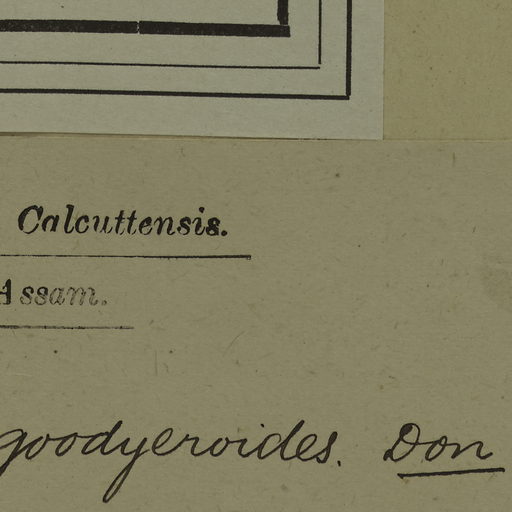 Calcuttensis.
Assam.
goodyeroides. Don